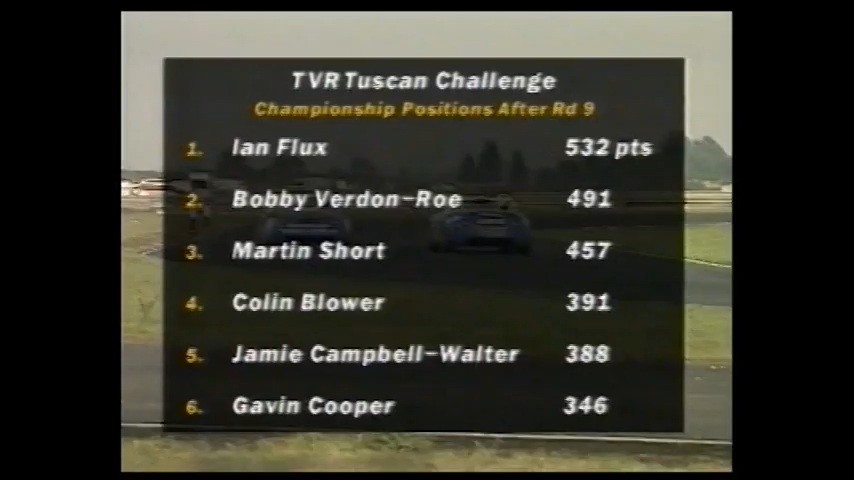 TVR Tuscan Challenge
Championship Positions After Rd 9
1. Ian Flux 532 pts
2. Bobby Verdon-Roe 491
3. Martin Short 457
4. Colin Blower 391
5. Jamie Campbell-Walter 388
6. Gavin Cooper 346